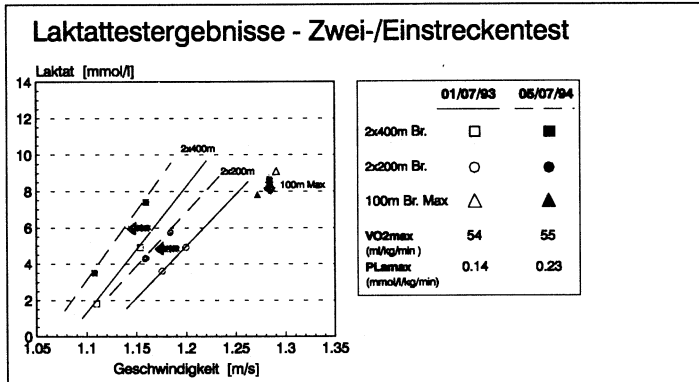 Laktattestergebnisse - Zwei-/Einstreckentest
Laktat [mmol/l]
14
12
10
8
6
4
2
0
1.05 1.1 1.15 1.2 1.25 1.3 1.35
Geschwindigkeit [m/s]
2x400m
2x200m
100m Max
01/07/93 05/07/94
2x400m Br.
2x200m Br.
100m Br. Max
VO2max 54 55
(ml/kg/min )
PLamax 0.14 0.23
(mmol/l/kg/min)